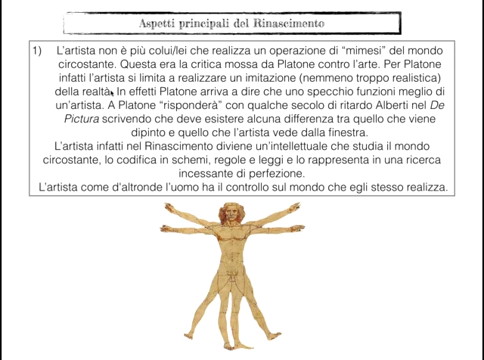 Aspetti principali del Rinascimento
1) L'artista non è più colui/lei che realizza un operazione di "mimesi" del mondo
circostante. Questa era la critica mossa da Platone contro l'arte. Per Platone
infatti l'artista si limita a realizzare un imitazione (nemmeno troppo realistica)
della realtà. In effetti Platone arriva a dire che uno specchio funzioni meglio di
un'artista. A Platone "risponderà" con qualche secolo di ritardo Alberti nel De
Pictura scrivendo che deve esistere alcuna differenza tra quello che viene
dipinto e quello che l'artista vede dalla finestra.
L'artista infatti nel Rinascimento diviene un'intellettuale che studia il mondo
circostante, lo codifica in schemi, regole e leggi e lo rappresenta in una ricerca
incessante di perfezione.
L'artista come d'altronde l'uomo ha il controllo sul mondo che egli stesso realizza.